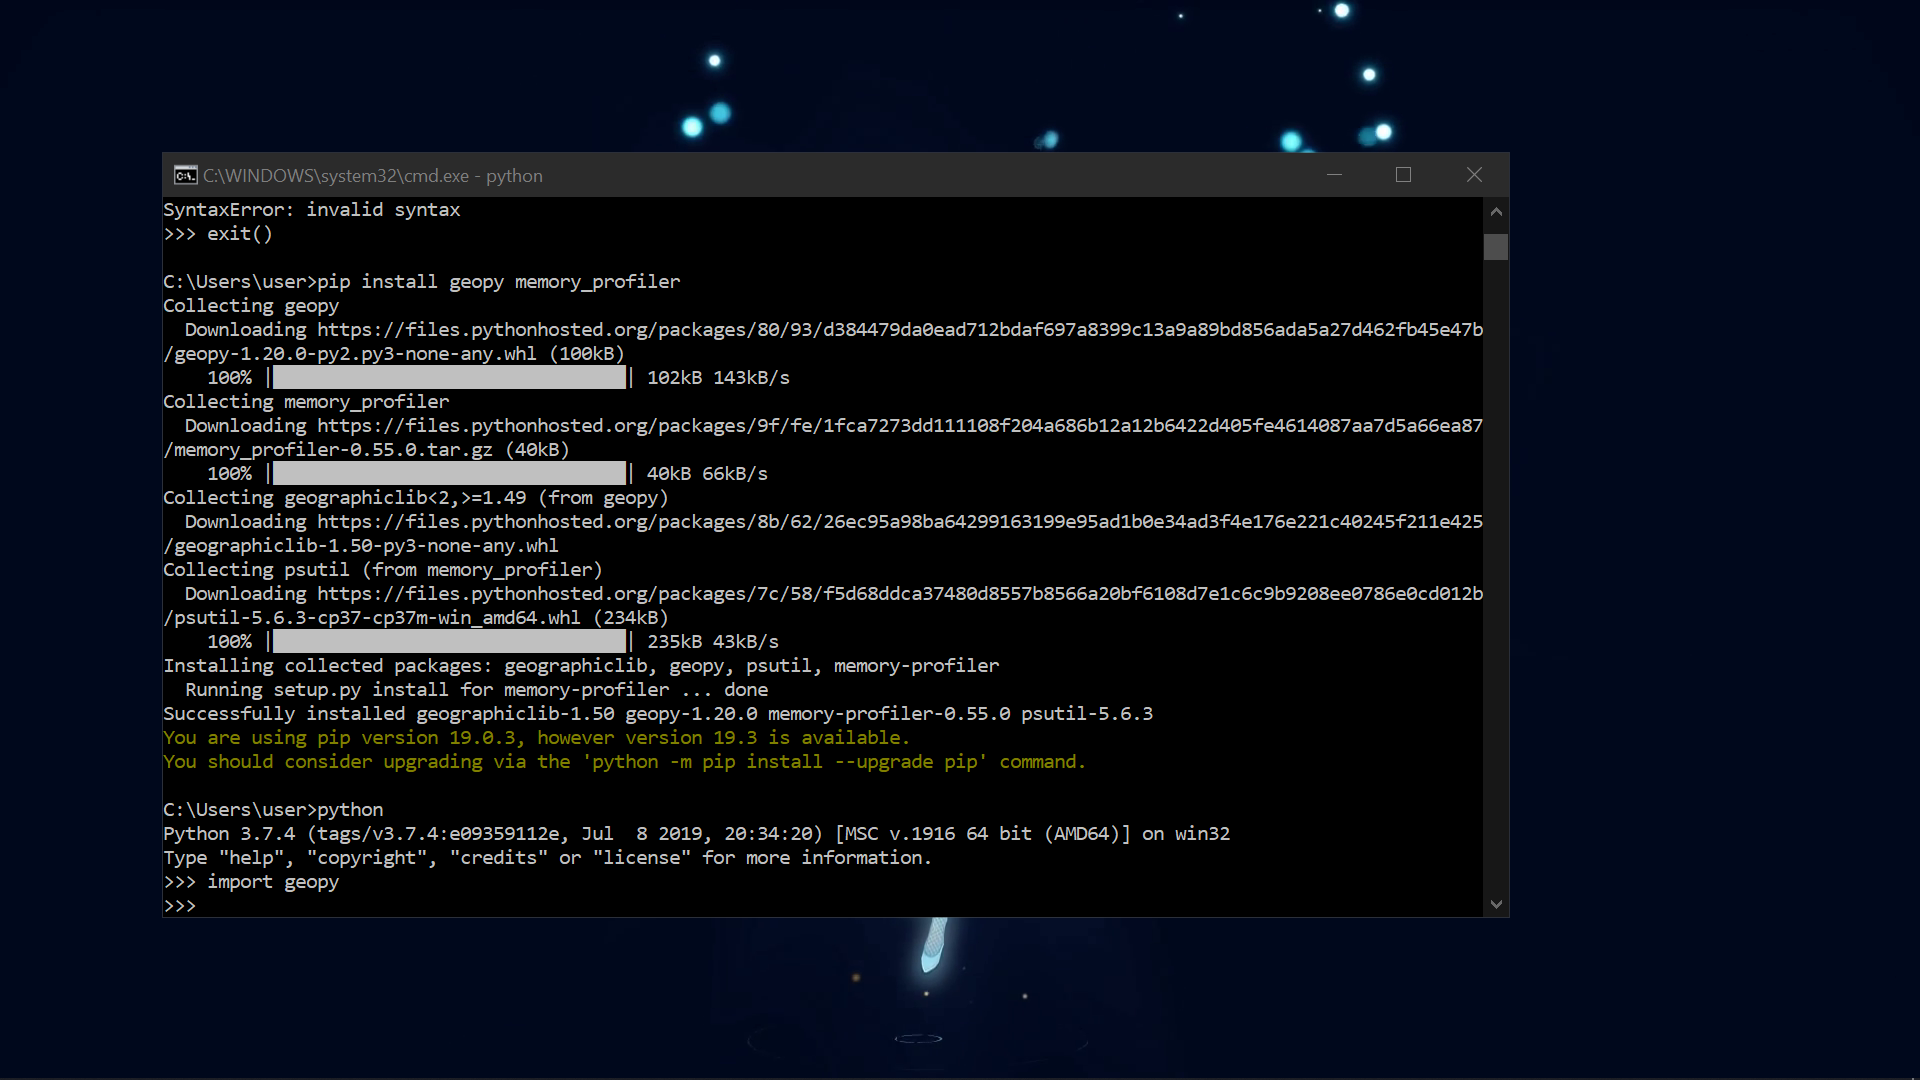 C:\WINDOWS\system32\cmd.exe - python
SyntaxError: invalid syntax
>>> exit()
C:\Users\user>pip install geopy memory_profiler
Collecting geopy
  Downloading https://files.pythonhosted.org/packages/80/93/d384479da0ead712bdaf697a8399c13a9a89bd856ada5a27d462fb45e47b
/geopy-1.20.0-py2.py3-none-any.whl (100kB)
    100% |████████████████████████████████| 102kB 143kB/s
Collecting memory_profiler
  Downloading https://files.pythonhosted.org/packages/9f/fe/1fca7273dd111108f204a686b12a12b6422d405fe4614087aa7d5a66ea87
/memory_profiler-0.55.0.tar.gz (40kB)
    100% |████████████████████████████████| 40kB 66kB/s
Collecting geographiclib<2,>=1.49 (from geopy)
  Downloading https://files.pythonhosted.org/packages/8b/62/26ec95a98ba64299163199e95ad1b0e34ad3f4e176e221c40245f211e425
/geographiclib-1.50-py3-none-any.whl
Collecting psutil (from memory_profiler)
  Downloading https://files.pythonhosted.org/packages/7c/58/f5d68ddca37480d8557b8566a20bf6108d7e1c6c9b9208ee0786e0cd012b
/psutil-5.6.3-cp37-cp37m-win_amd64.whl (234kB)
    100% |████████████████████████████████| 235kB 43kB/s
Installing collected packages: geographiclib, geopy, psutil, memory-profiler
  Running setup.py install for memory-profiler ... done
Successfully installed geographiclib-1.50 geopy-1.20.0 memory-profiler-0.55.0 psutil-5.6.3
You are using pip version 19.0.3, however version 19.3 is available.
You should consider upgrading via the 'python -m pip install --upgrade pip' command.
C:\Users\user>python
Python 3.7.4 (tags/v3.7.4:e09359112e, Jul  8 2019, 20:34:20) [MSC v.1916 64 bit (AMD64)] on win32
Type "help", "copyright", "credits" or "license" for more information.
>>> import geopy
>>>